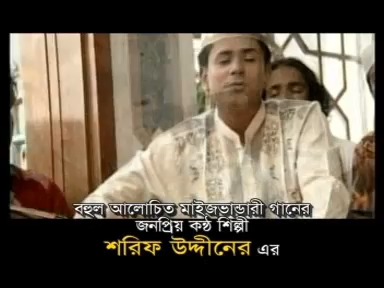 বহুল আলোচিত মাইজভান্ডারী গানের
জনপ্রিয় কন্ঠ শিল্পী
শরিফ উদ্দীনের এর